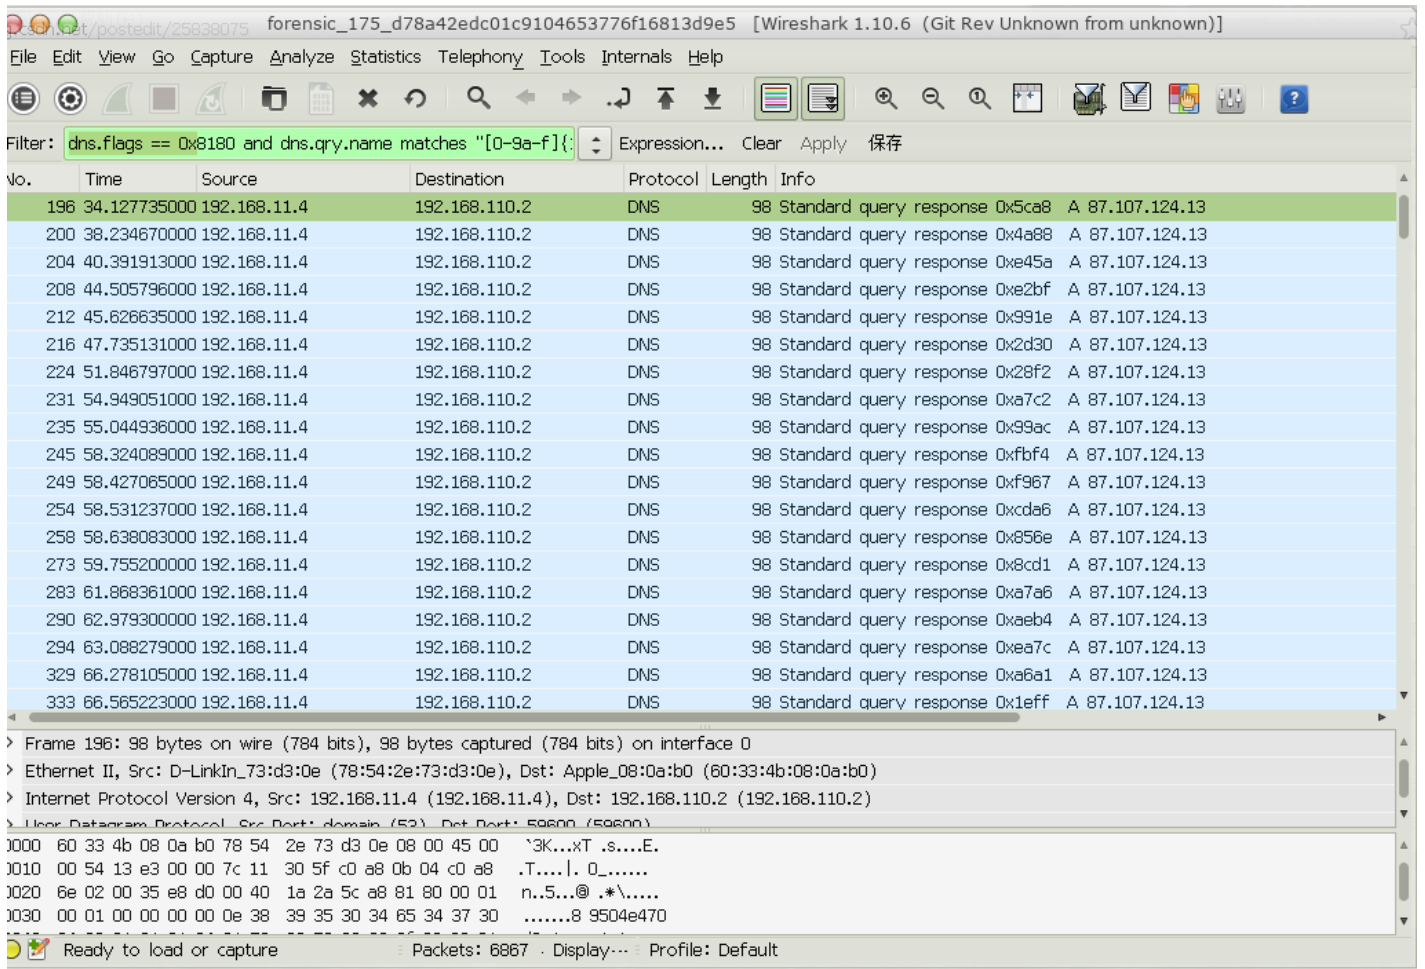 g.csdn.net/postedit/25838075 forensic_175_d78a42edc01c9104653776f16813d9e5 [Wireshark 1.10.6 (Git Rev Unknown from unknown)]
File Edit View Go Capture Analyze Statistics Telephony Tools Internals Help
Filter: dns.flags == 0x8180 and dns.qry.name matches "[0-9a-f]{ Expression... Clear Apply 保存
No. Time Source Destination Protocol Length Info
196 34.127735000 192.168.11.4 192.168.110.2 DNS 98 Standard query response 0x5ca8 A 87.107.124.13
200 38.234670000 192.168.11.4 192.168.110.2 DNS 98 Standard query response 0x4a88 A 87.107.124.13
204 40.391913000 192.168.11.4 192.168.110.2 DNS 98 Standard query response 0xe45a A 87.107.124.13
208 44.505796000 192.168.11.4 192.168.110.2 DNS 98 Standard query response 0xe2bf A 87.107.124.13
212 45.626635000 192.168.11.4 192.168.110.2 DNS 98 Standard query response 0x991e A 87.107.124.13
216 47.735131000 192.168.11.4 192.168.110.2 DNS 98 Standard query response 0x2d30 A 87.107.124.13
224 51.846797000 192.168.11.4 192.168.110.2 DNS 98 Standard query response 0x28f2 A 87.107.124.13
231 54.949051000 192.168.11.4 192.168.110.2 DNS 98 Standard query response 0xa7c2 A 87.107.124.13
235 55.044936000 192.168.11.4 192.168.110.2 DNS 98 Standard query response 0x99ac A 87.107.124.13
245 58.324089000 192.168.11.4 192.168.110.2 DNS 98 Standard query response 0xfbf4 A 87.107.124.13
249 58.427065000 192.168.11.4 192.168.110.2 DNS 98 Standard query response 0xf967 A 87.107.124.13
254 58.531237000 192.168.11.4 192.168.110.2 DNS 98 Standard query response 0xcda6 A 87.107.124.13
258 58.638083000 192.168.11.4 192.168.110.2 DNS 98 Standard query response 0x856e A 87.107.124.13
273 59.755200000 192.168.11.4 192.168.110.2 DNS 98 Standard query response 0x8cd1 A 87.107.124.13
283 61.868361000 192.168.11.4 192.168.110.2 DNS 98 Standard query response 0xa7a6 A 87.107.124.13
290 62.979300000 192.168.11.4 192.168.110.2 DNS 98 Standard query response 0xaeb4 A 87.107.124.13
294 63.088279000 192.168.11.4 192.168.110.2 DNS 98 Standard query response 0xea7c A 87.107.124.13
329 66.278105000 192.168.11.4 192.168.110.2 DNS 98 Standard query response 0xa6a1 A 87.107.124.13
333 66.565223000 192.168.11.4 192.168.110.2 DNS 98 Standard query response 0x1eff A 87.107.124.13
Frame 196: 98 bytes on wire (784 bits), 98 bytes captured (784 bits) on interface 0
Ethernet II, Src: D-LinkIn_73:d3:0e (78:54:2e:73:d3:0e), Dst: Apple_08:0a:b0 (60:33:4b:08:0a:b0)
Internet Protocol Version 4, Src: 192.168.11.4 (192.168.11.4), Dst: 192.168.110.2 (192.168.110.2)
User Datagram Protocol, Src Port: domain (53), Dst Port: 59600 (59600)
0000 60 33 4b 08 0a b0 78 54 2e 73 d3 0e 08 00 45 00 `3K...xT .s....E.
0010 00 54 13 e3 00 00 7c 11 30 5f c0 a8 0b 04 c0 a8 .T....|. 0_......
0020 6e 02 00 35 e8 d0 00 40 1a 2a 5c a8 81 80 00 01 n..5...@ .*\.....
0030 00 01 00 00 00 00 0e 38 39 35 30 34 65 34 37 30 .......8 9504e470
Ready to load or capture Packets: 6867 · Display··· Profile: Default